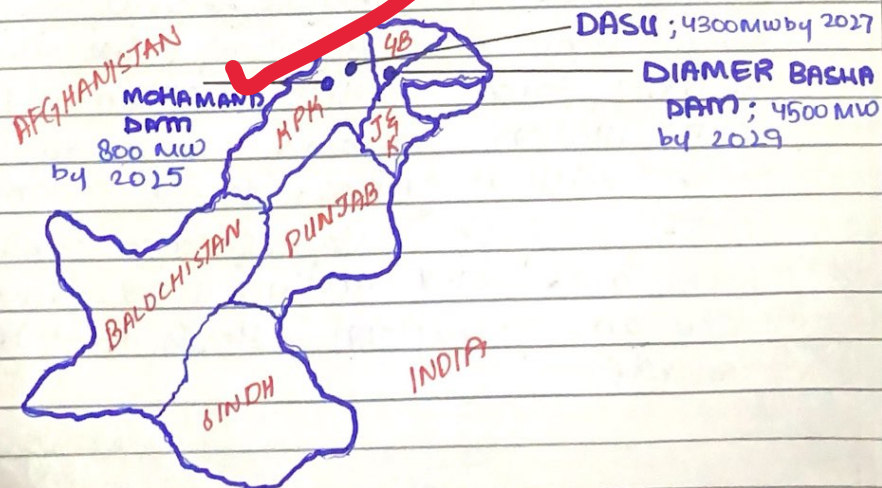 DASU ; 4300MW by 2027
AFGHANISTAN
GB
DIAMER BASHA
DAM ; 4500 MW
by 2029
MOHAMAND
DAM
800 MW
by 2025
KPK
J&K
PUNJAB
BALOCHISTAN
INDIA
SINDH